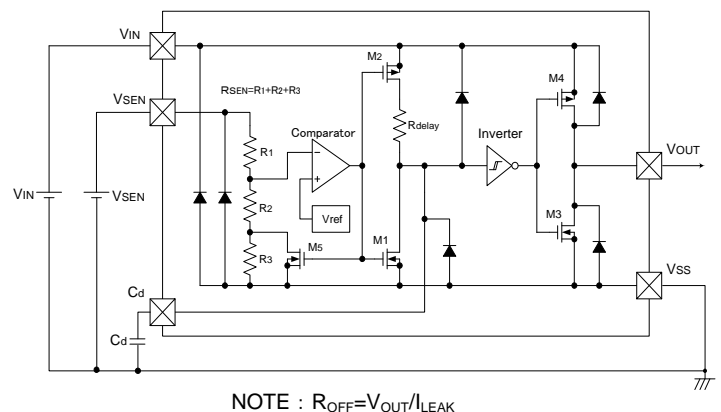 VIN
M2
M4
RSEN=R1+R2+R3
VSEN
Comparator
Rdelay
Inverter
R1
VOUT
VIN
VSEN
R2
Vref
M3
M5
M1
R3
VSS
Cd
Cd
NOTE : ROFF=VOUT/ILEAK